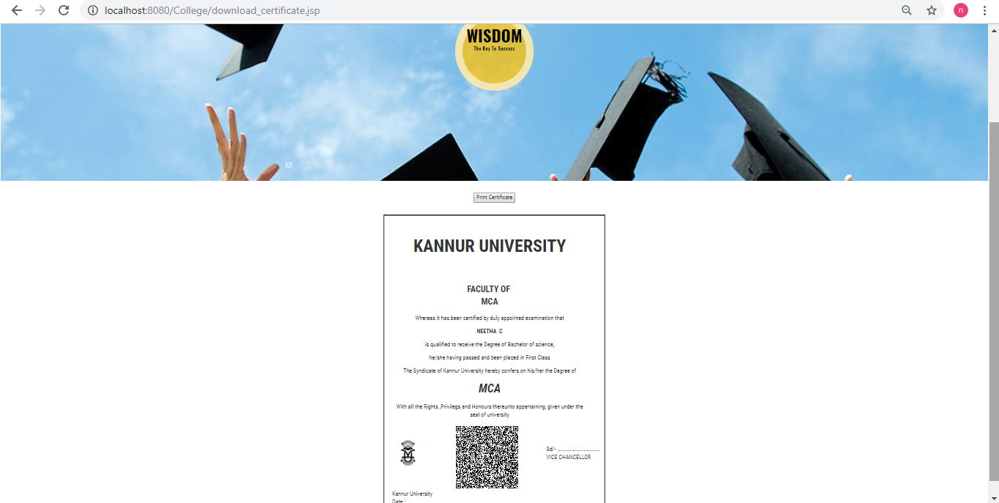 localhost:8080/College/download_certificate.jsp
n
WISDOM
The Key To Success
Print Certificate
KANNUR UNIVERSITY
FACULTY OF
MCA
Whereas it has been certified by duly appointed examination that
NEETHA C
is qualified to receive the Degree of Bachelor of science,
he/she having passed and been placed in First Class
The Syndicate of Kannur University hereby confers on his/her the Degree of
MCA
With all the Rights ,Privilegs and Honours thereunto appertaining, given under the
seal of university
Sd/- ..............................
VICE CHANCELLOR
Kannur University
Date :